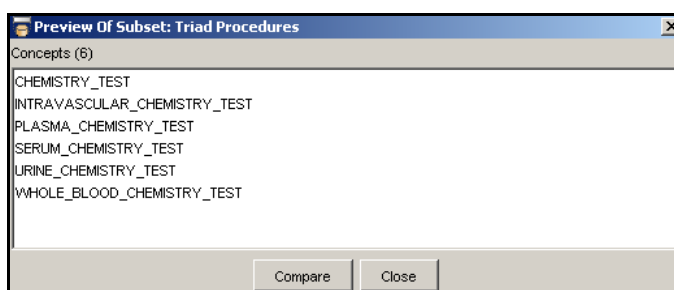 Preview Of Subset: Triad Procedures
Concepts (6)
CHEMISTRY_TEST
INTRAVASCULAR_CHEMISTRY_TEST
PLASMA_CHEMISTRY_TEST
SERUM_CHEMISTRY_TEST
URINE_CHEMISTRY_TEST
WHOLE_BLOOD_CHEMISTRY_TEST
Compare Close